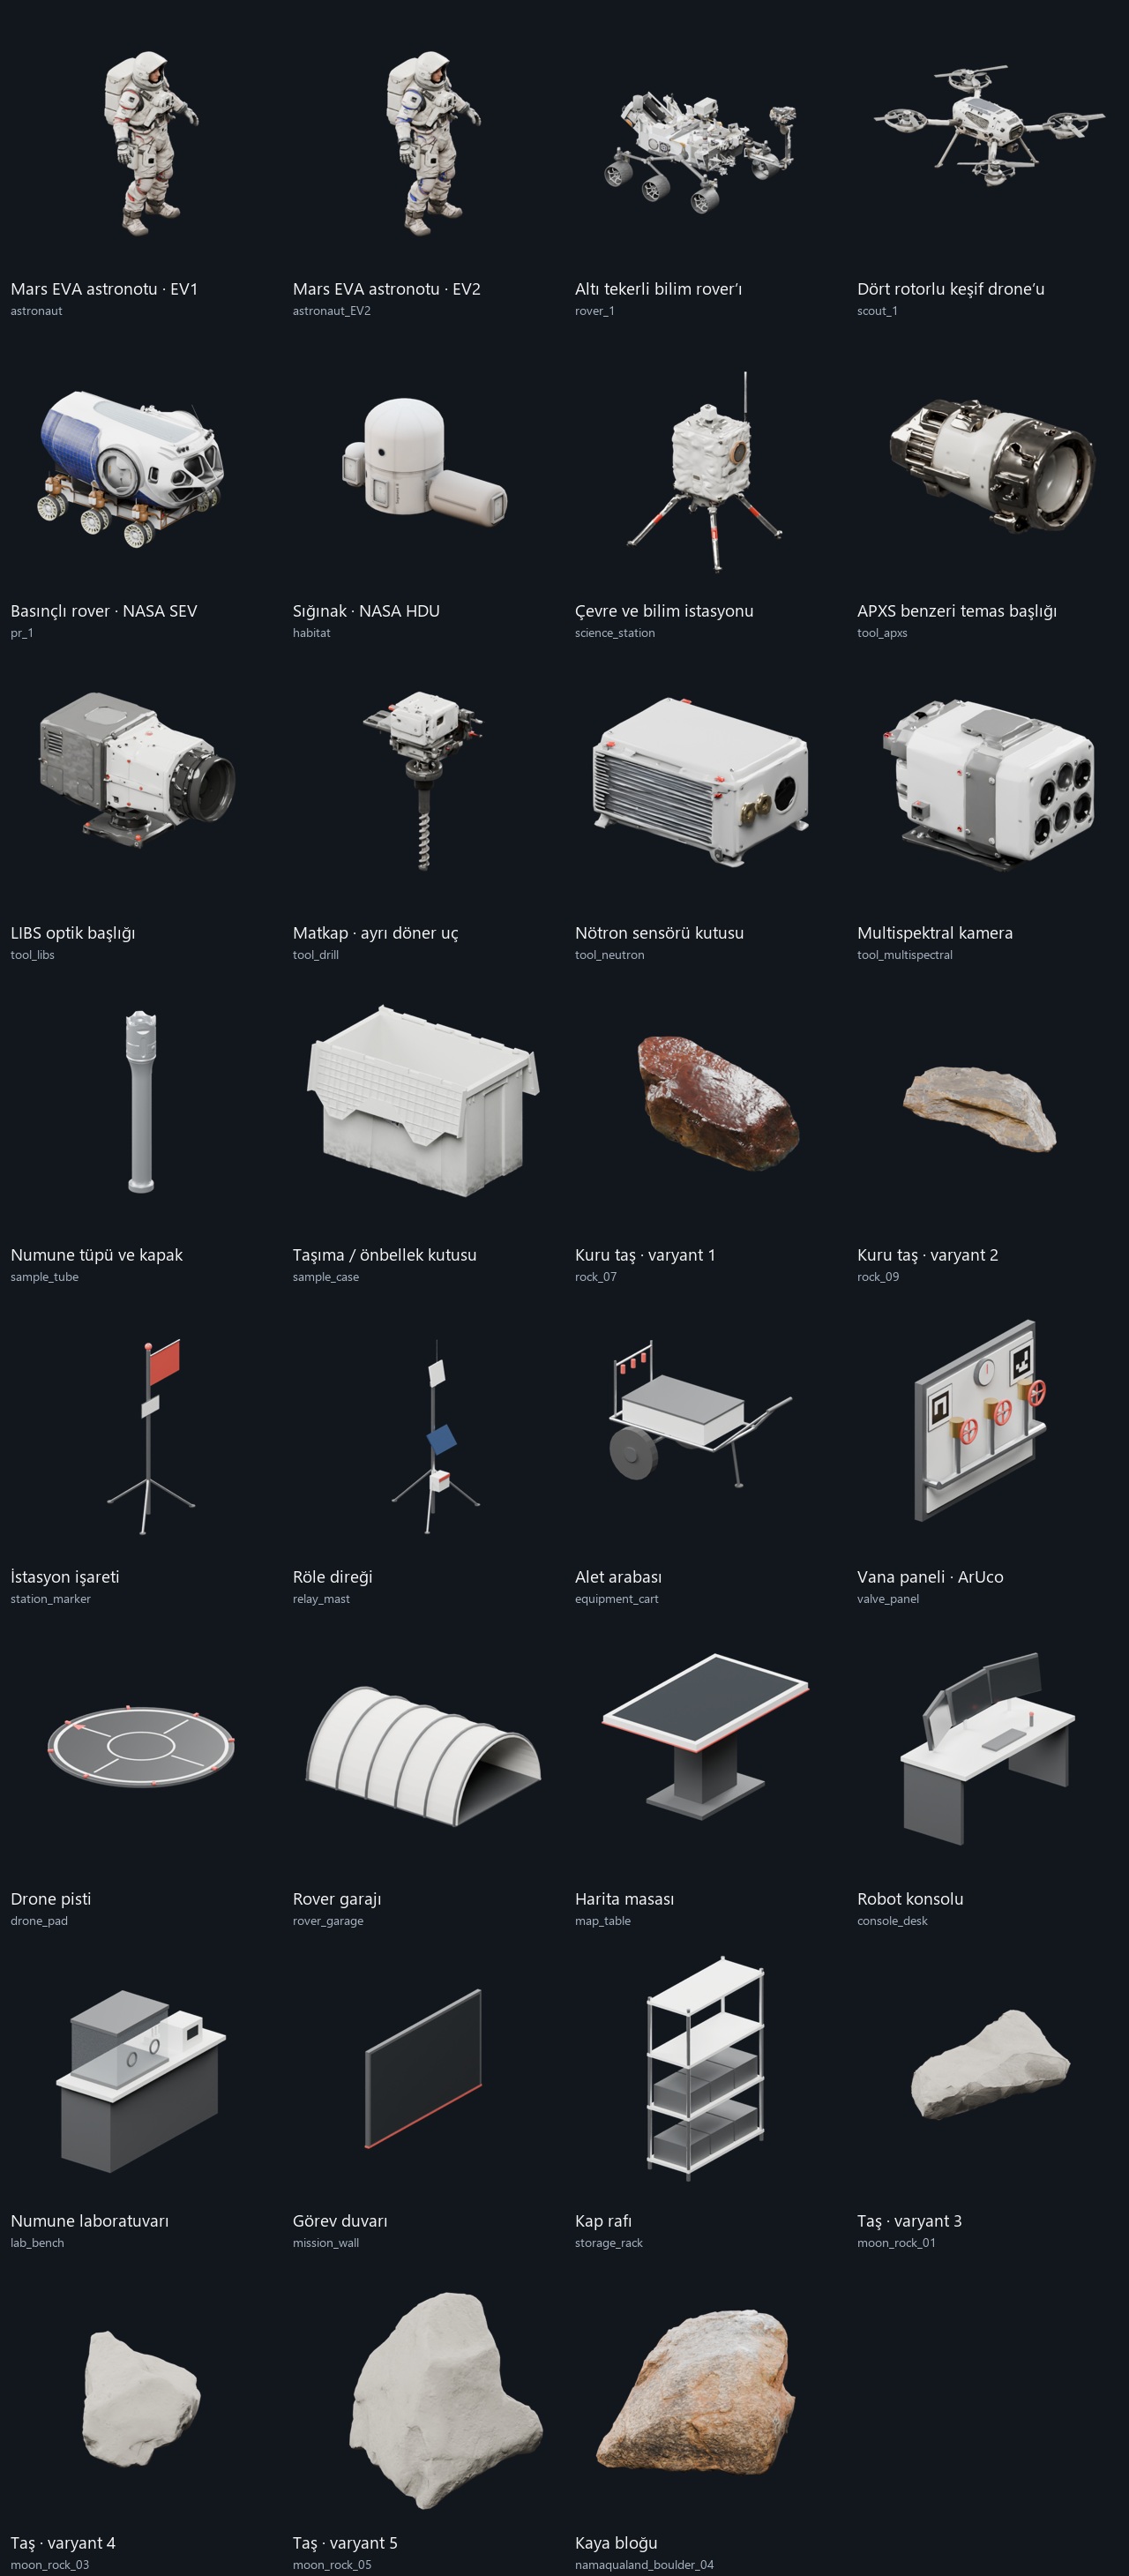 Mars EVA astronotu · EV1
astronaut
Mars EVA astronotu · EV2
astronaut_EV2
Altı tekerli bilim rover’ı
rover_1
Dört rotorlu keşif drone’u
scout_1
Basınçlı rover · NASA SEV
pr_1
Sığınak · NASA HDU
habitat
Çevre ve bilim istasyonu
science_station
APXS benzeri temas başlığı
tool_apxs
LIBS optik başlığı
tool_libs
Matkap · ayrı döner uç
tool_drill
Nötron sensörü kutusu
tool_neutron
Multispektral kamera
tool_multispectral
Numune tüpü ve kapak
sample_tube
Taşıma / önbellek kutusu
sample_case
Kuru taş · varyant 1
rock_07
Kuru taş · varyant 2
rock_09
İstasyon işareti
station_marker
Röle direği
relay_mast
Alet arabası
equipment_cart
Vana paneli · ArUco
valve_panel
Drone pisti
drone_pad
Rover garajı
rover_garage
Harita masası
map_table
Robot konsolu
console_desk
Numune laboratuvarı
lab_bench
Görev duvarı
mission_wall
Kap rafı
storage_rack
Taş · varyant 3
moon_rock_01
Taş · varyant 4
moon_rock_03
Taş · varyant 5
moon_rock_05
Kaya bloğu
namaqualand_boulder_04